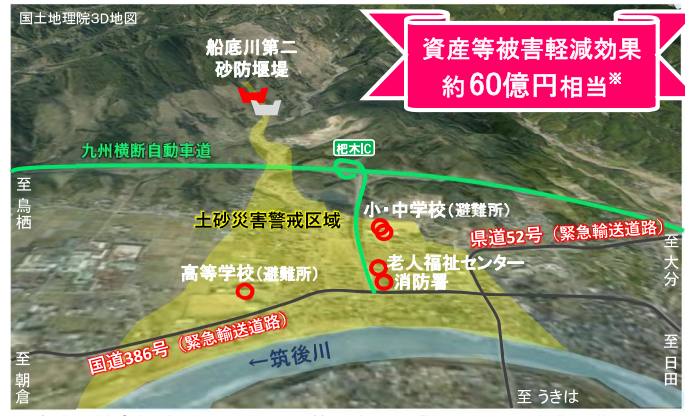 国土地理院3D地図
資産等被害軽減効果
約60億円相当※
船底川第二
砂防堰堤
九州横断自動車道
杷木IC
至鳥栖
土砂災害警戒区域
小・中学校(避難所)
県道52号(緊急輸送道路)
至大分
老人福祉センター
消防署
高等学校(避難所)
国道386号(緊急輸送道路)
←筑後川
至朝倉
至日田
至うきは